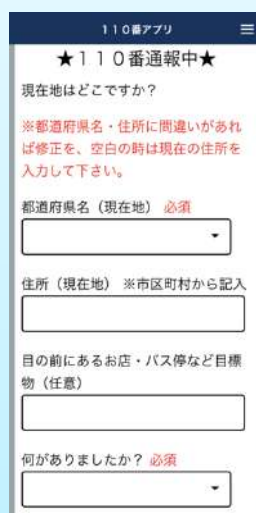 110番アプリ
★110番通報中★
現在地はどこですか?
※都道府県名・住所に間違いがあれ
ば修正を、空白の時は現在の住所を
入力して下さい。
都道府県名（現在地） 必須
住所（現在地） ※市区町村から記入
目の前にあるお店・バス停など目標
物（任意）
何がありましたか? 必須